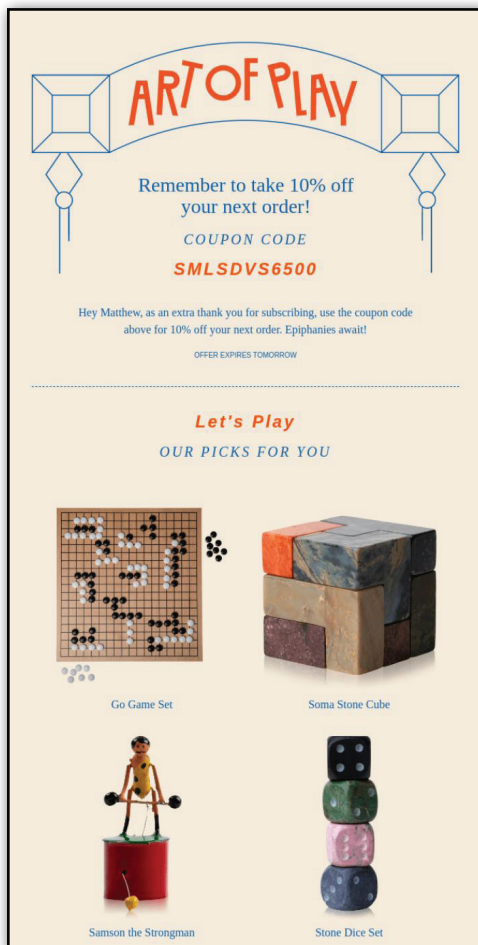 ART OF PLAY
Remember to take 10% off
your next order!
COUPON CODE
SMLSDVS6500
Hey Matthew, as an extra thank you for subscribing, use the coupon code
above for 10% off your next order. Epiphanies await!
OFFER EXPIRES TOMORROW
Let's Play
OUR PICKS FOR YOU
Go Game Set
Soma Stone Cube
Samson the Strongman
Stone Dice Set